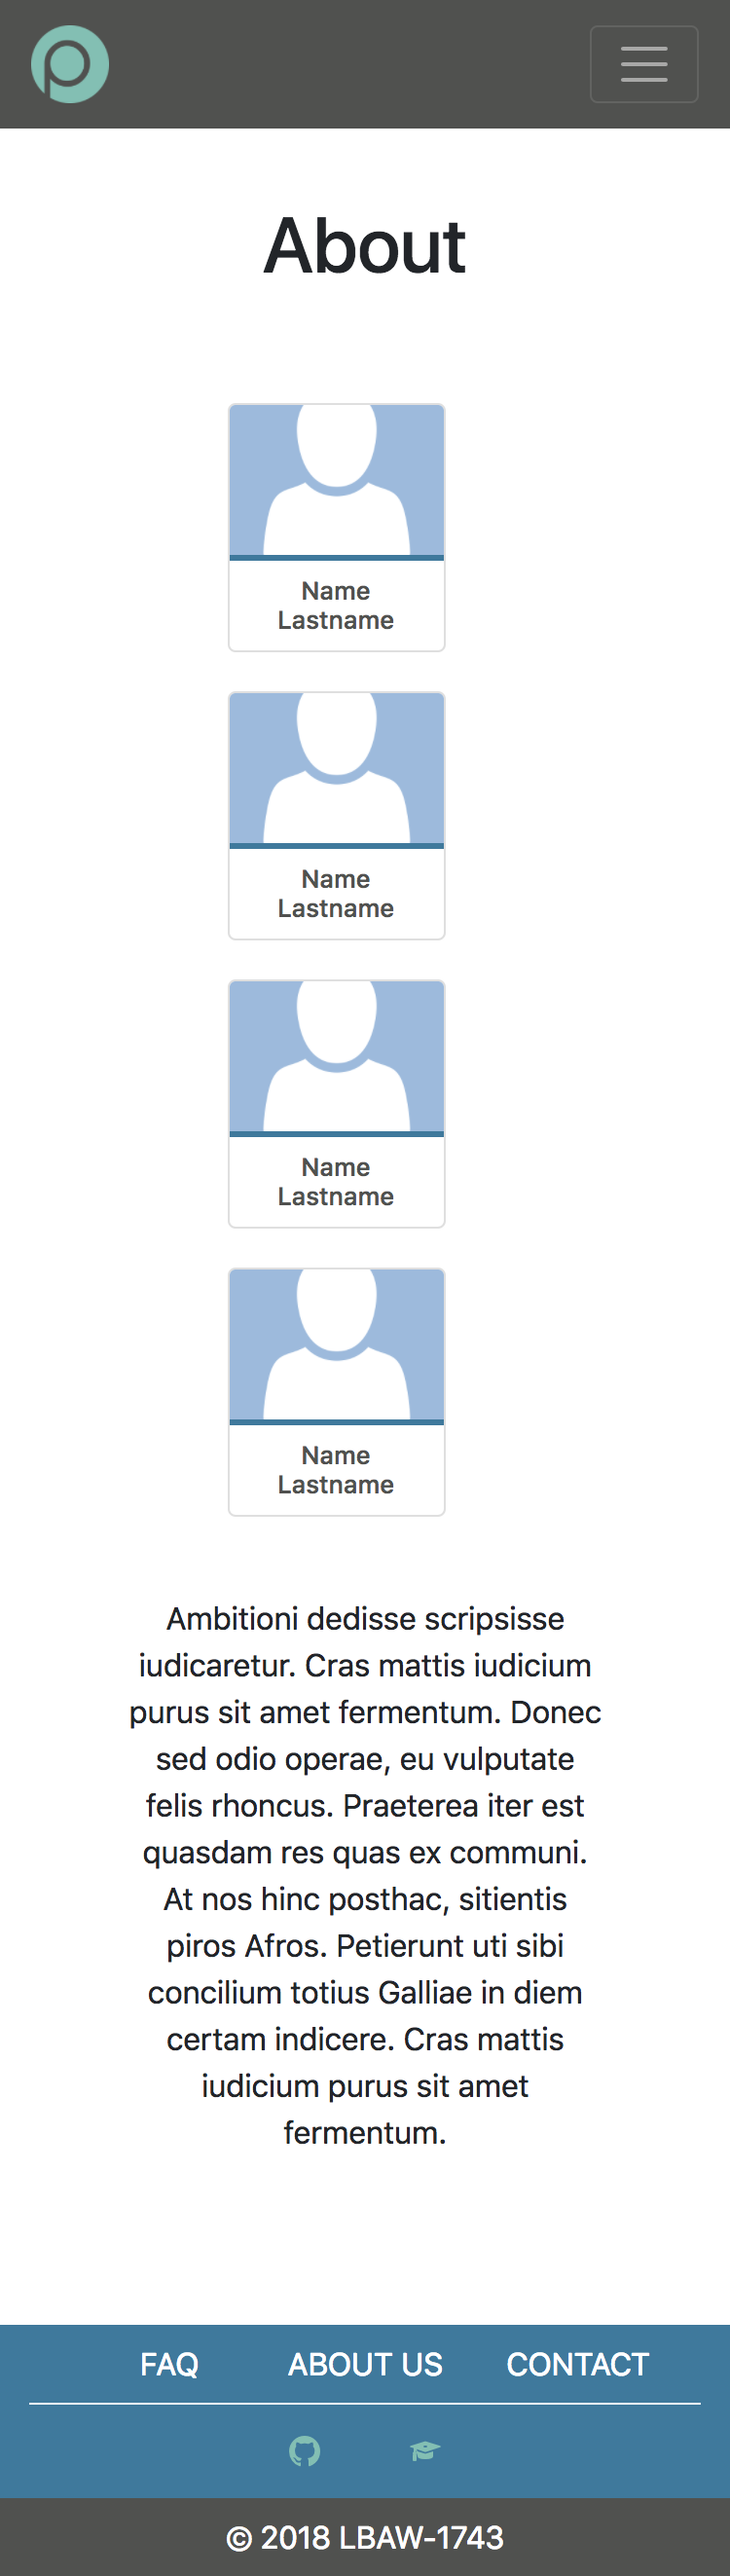 About
Name
Lastname
Name
Lastname
Name
Lastname
Name
Lastname
Ambitioni dedisse scripsisse
iudicaretur. Cras mattis iudicium
purus sit amet fermentum. Donec
sed odio operae, eu vulputate
felis rhoncus. Praeterea iter est
quasdam res quas ex communi.
At nos hinc posthac, sitientis
piros Afros. Petierunt uti sibi
concilium totius Galliae in diem
certam indicere. Cras mattis
iudicium purus sit amet
fermentum.
FAQ ABOUT US CONTACT
© 2018 LBAW-1743